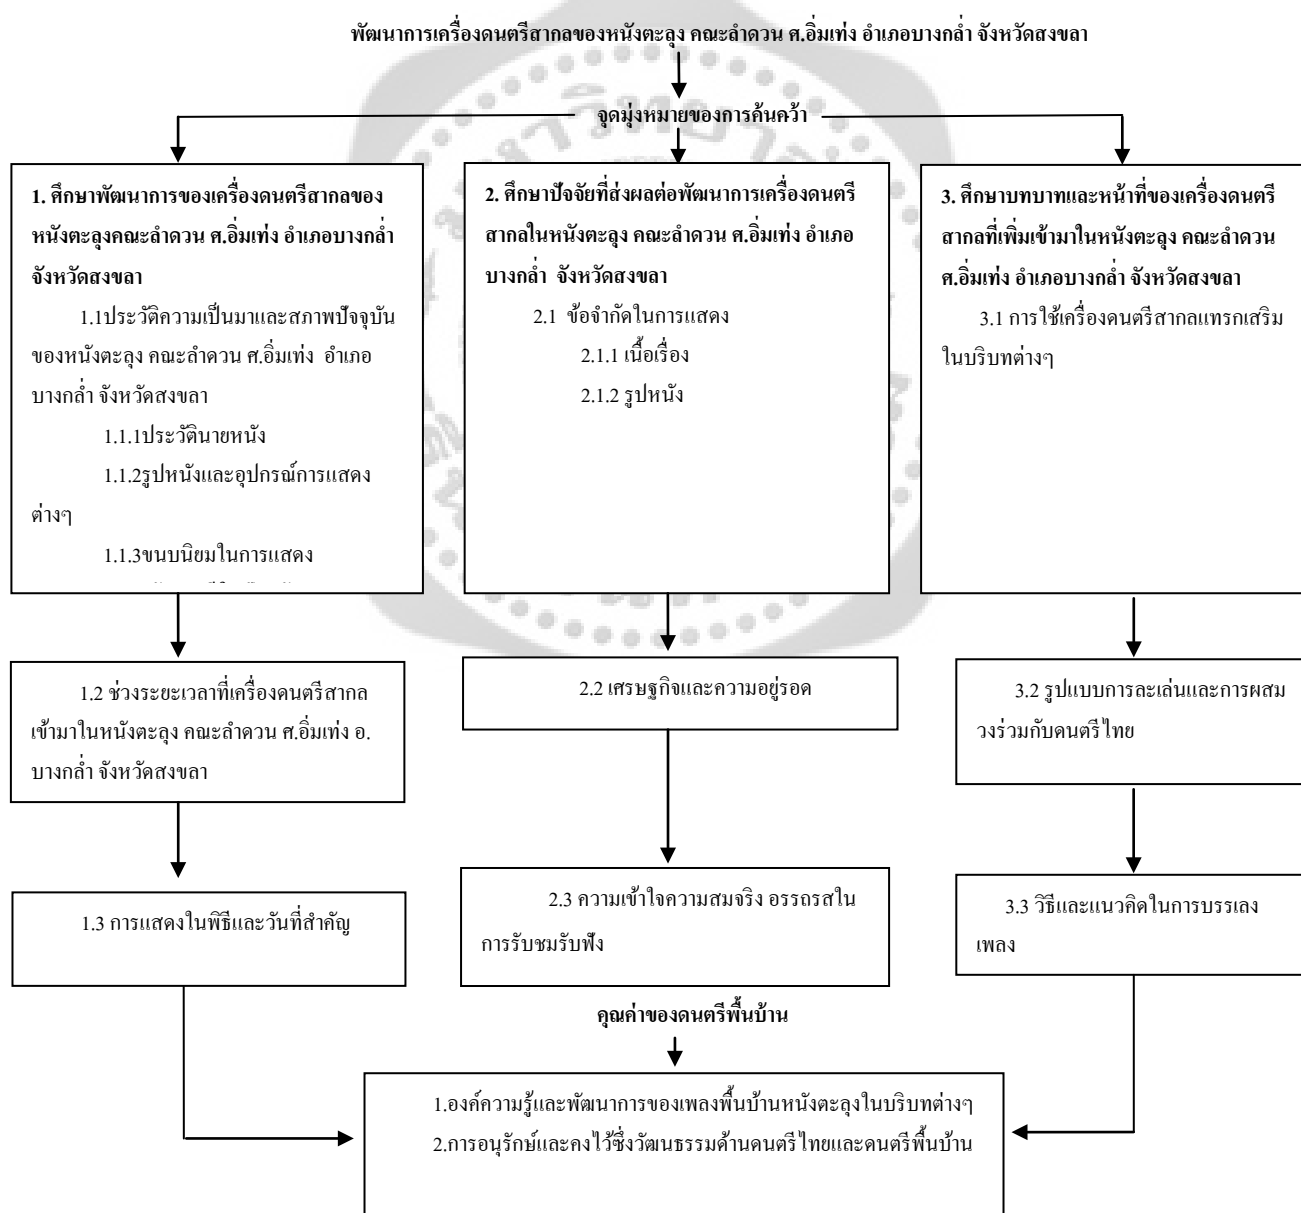 พัฒนาการเครื่องดนตรีสากลของหนังตะลุง คณะลำดวน ศ.อิ่มเท่ง อำเภอบางกล่ำ จังหวัดสงขลา
จุดมุ่งหมายของการค้นคว้า
1. ศึกษาพัฒนาการของเครื่องดนตรีสากลของ
หนังตะลุงคณะลำดวน ศ.อิ่มเท่ง อำเภอบางกล่ำ
จังหวัดสงขลา
1.1ประวัติความเป็นมาและสภาพปัจจุบัน
ของหนังตะลุง คณะลำดวน ศ.อิ่มเท่ง อำเภอ
บางกล่ำ จังหวัดสงขลา
1.1.1ประวัตินายหนัง
1.1.2รูปหนังและอุปกรณ์การแสดง
ต่างๆ
1.1.3ขนบนิยมในการแสดง
2. ศึกษาปัจจัยที่ส่งผลต่อพัฒนาการเครื่องดนตรี
สากลในหนังตะลุง คณะลำดวน ศ.อิ่มเท่ง อำเภอ
บางกล่ำ จังหวัดสงขลา
2.1 ข้อจำกัดในการแสดง
2.1.1 เนื้อเรื่อง
2.1.2 รูปหนัง
3. ศึกษาบทบาทและหน้าที่ของเครื่องดนตรี
สากลที่เพิ่มเข้ามาในหนังตะลุง คณะลำดวน
ศ.อิ่มเท่ง อำเภอบางกล่ำ จังหวัดสงขลา
3.1 การใช้เครื่องดนตรีสากลแทรกเสริม
ในบริบทต่างๆ
1.2 ช่วงระยะเวลาที่เครื่องดนตรีสากล
เข้ามาในหนังตะลุง คณะลำดวน ศ.อิ่มเท่ง อ.
บางกล่ำ จังหวัดสงขลา
2.2 เศรษฐกิจและความอยู่รอด
3.2 รูปแบบการละเล่นและการผสม
วงร่วมกับดนตรีไทย
1.3 การแสดงในพิธีและวันที่สำคัญ
2.3 ความเข้าใจความสมจริง อรรถรสใน
การรับชมรับฟัง
3.3 วิธีและแนวคิดในการบรรเลง
เพลง
คุณค่าของดนตรีพื้นบ้าน
1.องค์ความรู้และพัฒนาการของเพลงพื้นบ้านหนังตะลุงในบริบทต่างๆ
2.การอนุรักษ์และคงไว้ซึ่งวัฒนธรรมด้านดนตรีไทยและดนตรีพื้นบ้าน